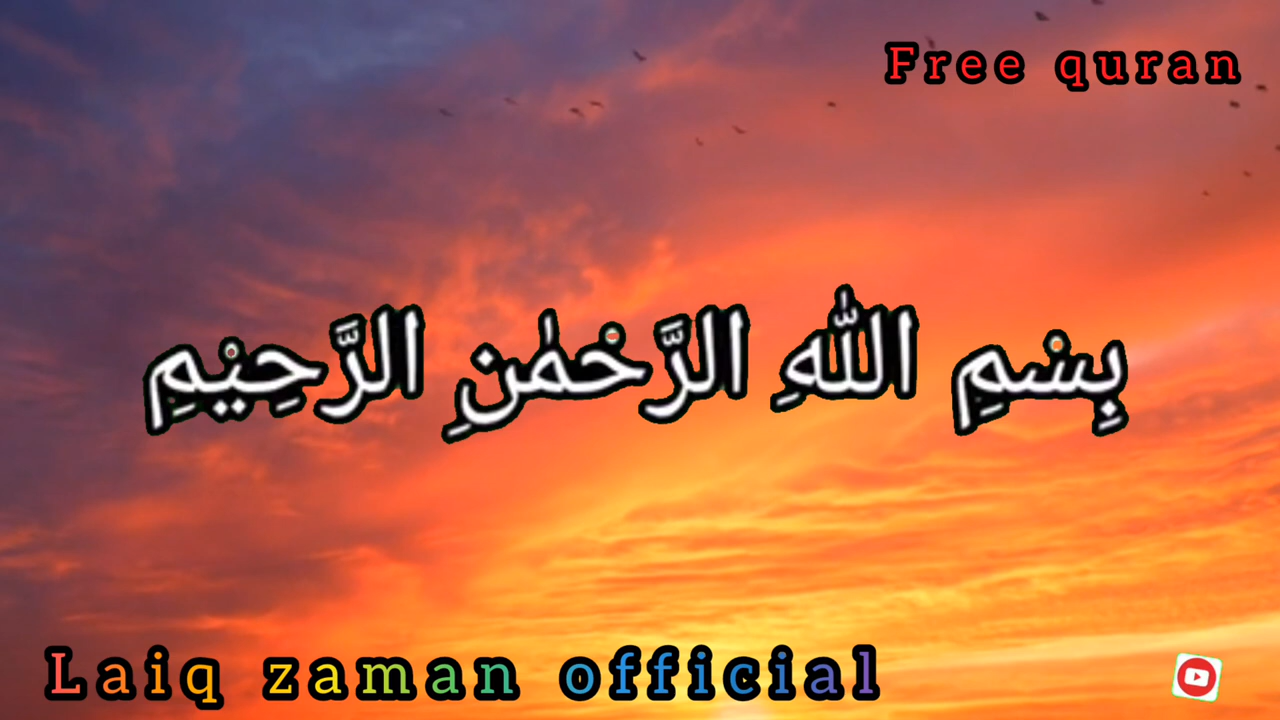 Free quran
بِسْمِ اللّٰهِ الرَّحْمٰنِ الرَّحِيْمِ
Laiq zaman official